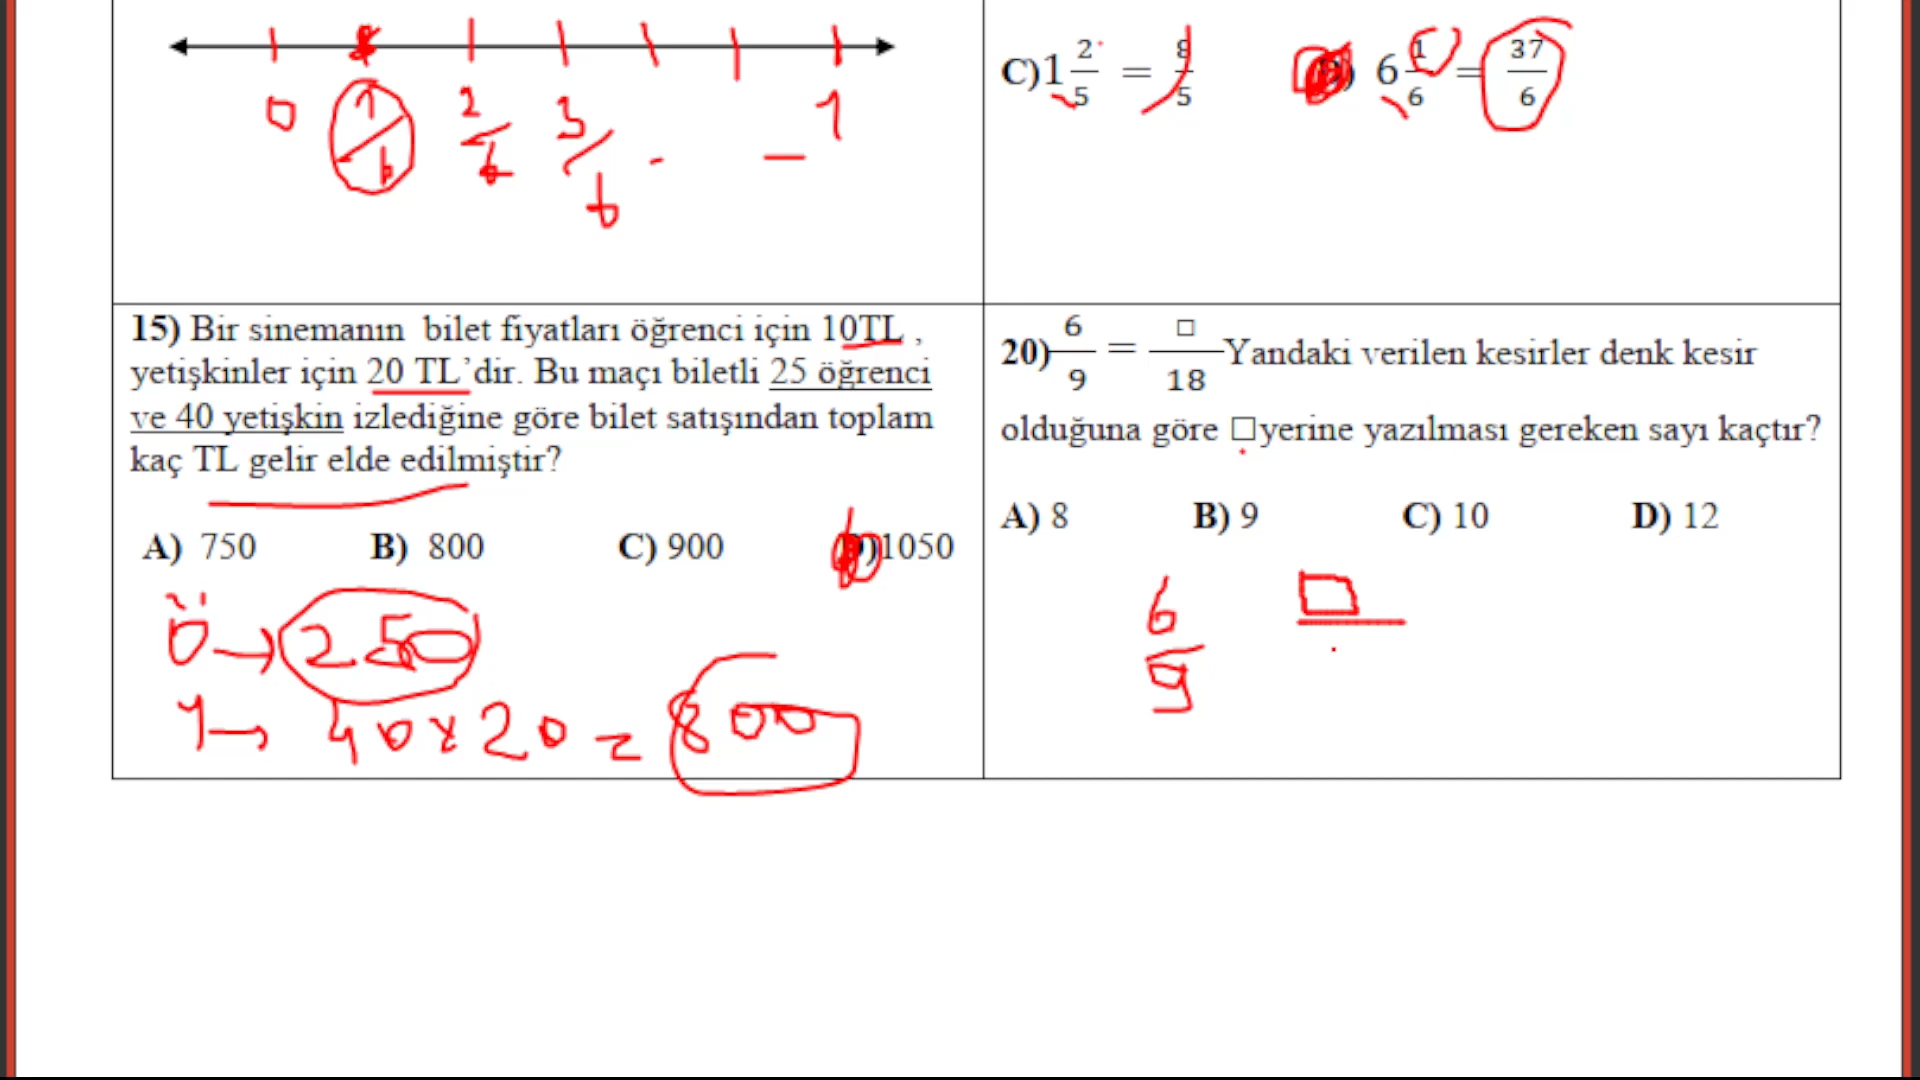 0 1/6 2/6 3/6 1
C) 1 2/5 = 8/5 D) 6 1/6 = 37/6
15) Bir sinemanın bilet fiyatları öğrenci için 10TL ,
yetişkinler için 20 TL'dir. Bu maçı biletli 25 öğrenci
ve 40 yetişkin izlediğine göre bilet satışından toplam
kaç TL gelir elde edilmiştir?
A) 750 B) 800 C) 900 D)1050
Ö→ 250
Y→ 40x20=800
20) 6/9 = □/18 Yandaki verilen kesirler denk kesir
olduğuna göre □yerine yazılması gereken sayı kaçtır?
A) 8 B) 9 C) 10 D) 12
6/9 □